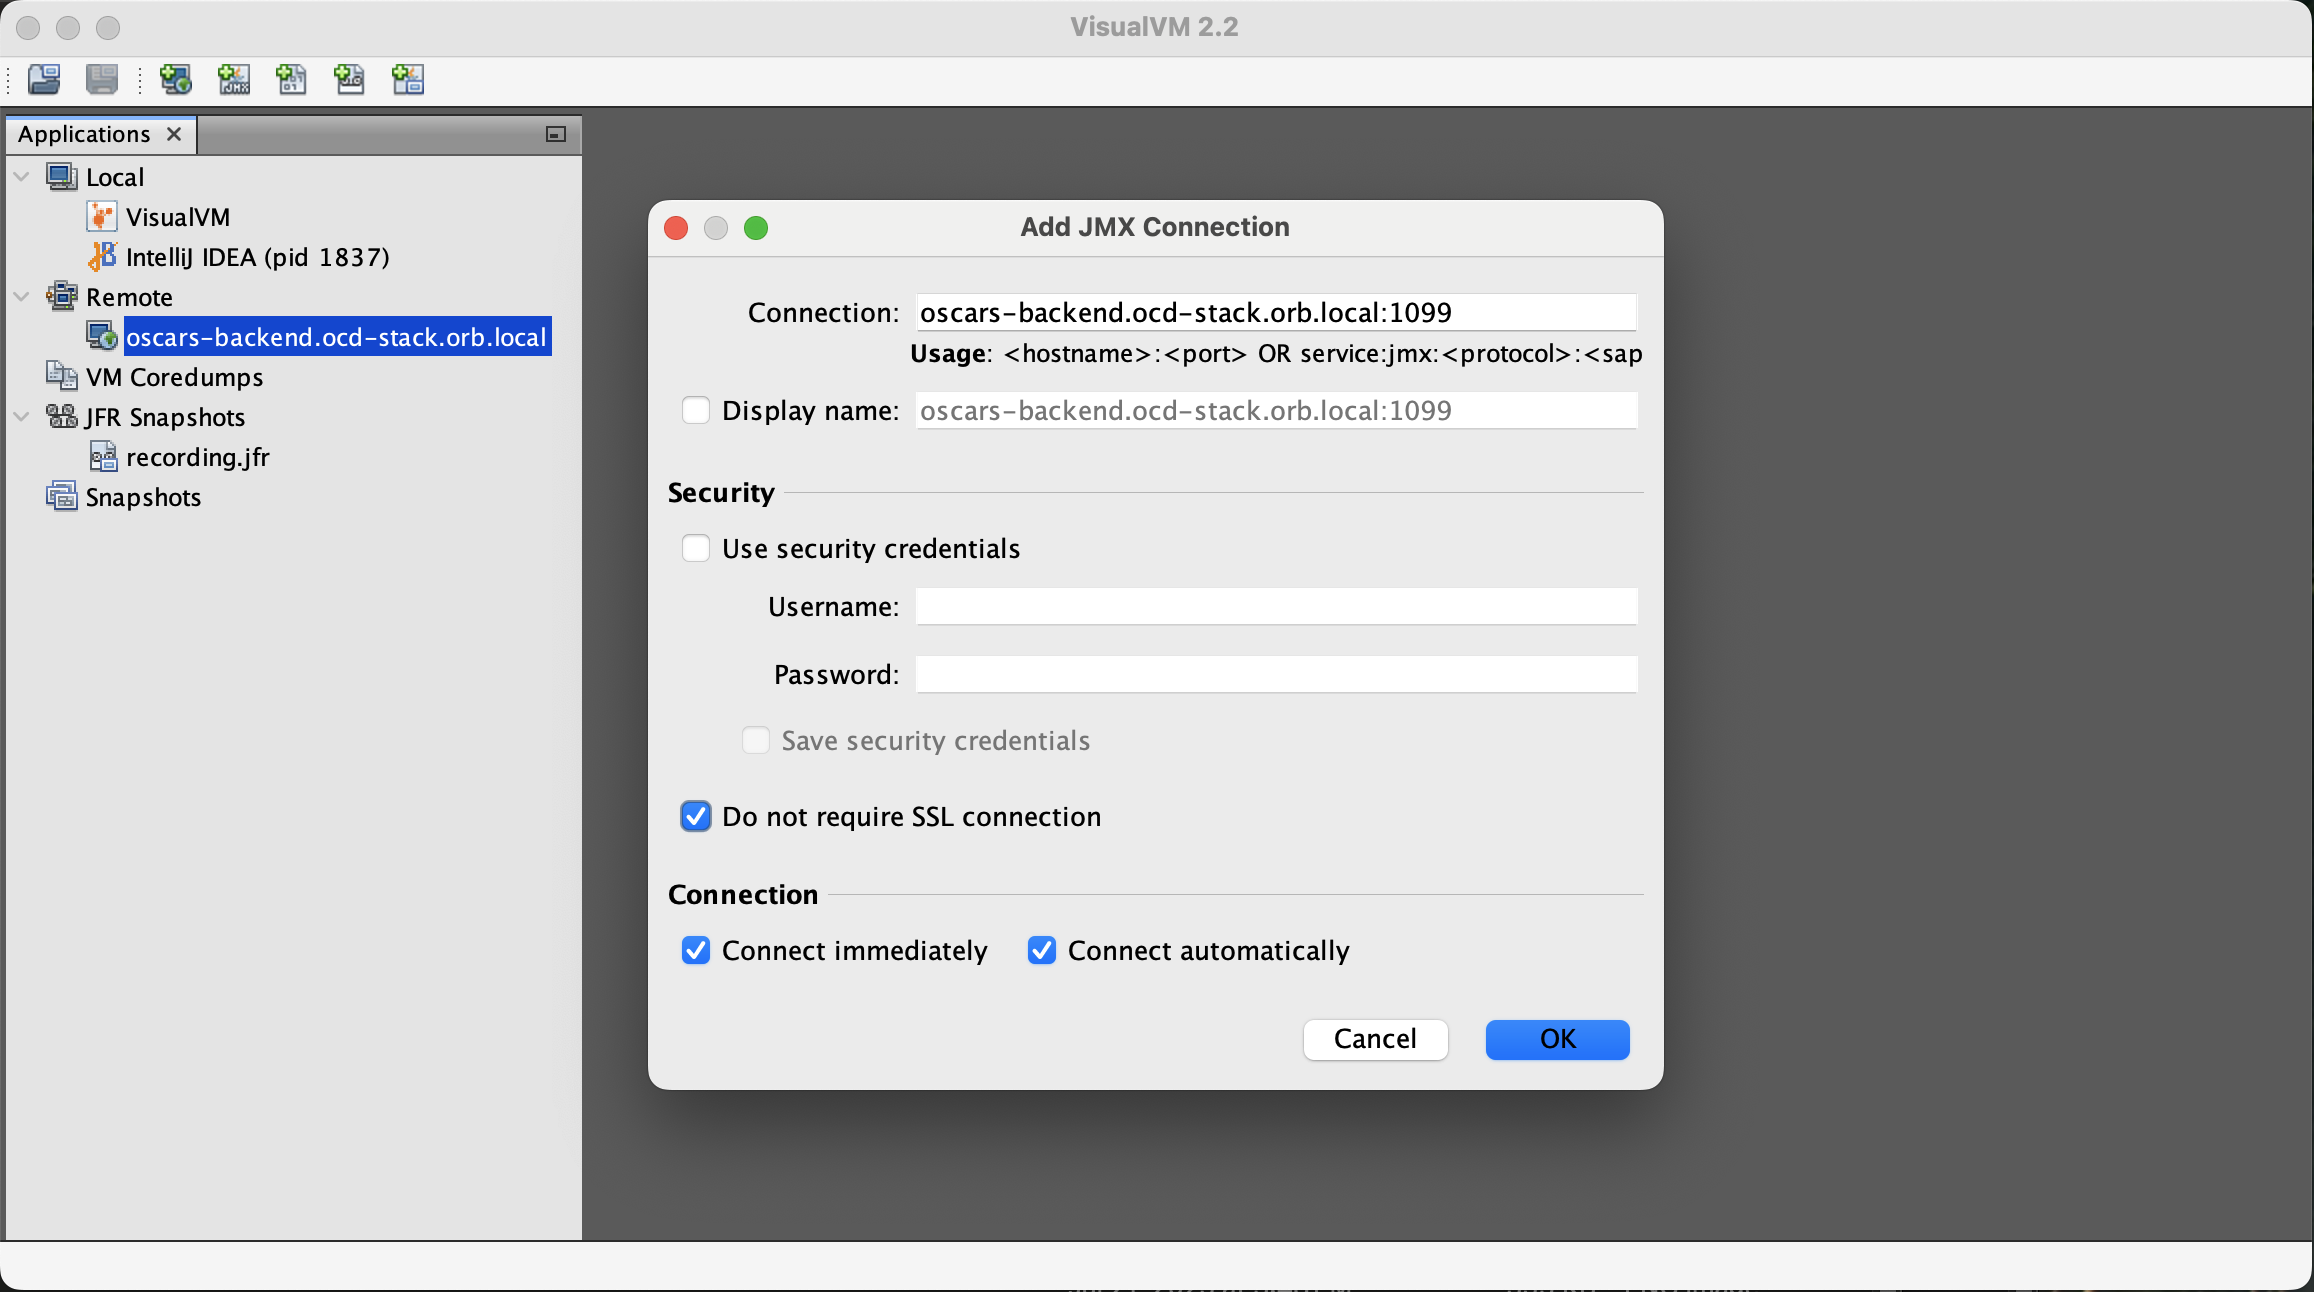 VisualVM 2.2
Applications
Local
VisualVM
IntelliJ IDEA (pid 1837)
Remote
oscars-backend.ocd-stack.orb.local
VM Coredumps
JFR Snapshots
recording.jfr
Snapshots
Add JMX Connection
Connection: oscars-backend.ocd-stack.orb.local:1099
Usage: <hostname>:<port> OR service:jmx:<protocol>:<sap
Display name: oscars-backend.ocd-stack.orb.local:1099
Security
Use security credentials
Username:
Password:
Save security credentials
Do not require SSL connection
Connection
Connect immediately Connect automatically
Cancel OK